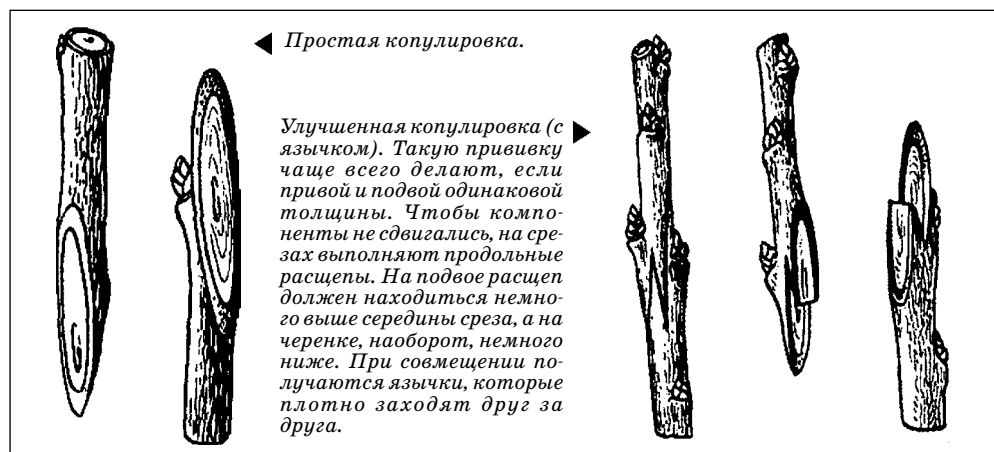 Простая копулировка.
Улучшенная копулировка (с
язычком). Такую прививку
чаще всего делают, если
привой и подвой одинаковой
толщины. Чтобы компо-
ненты не сдвигались, на сре-
зах выполняют продольные
расщепы. На подвое расщеп
должен находиться немно-
го выше середины среза, а на
черенке, наоборот, немного
ниже. При совмещении по-
лучаются язычки, которые
плотно заходят друг за
друга.